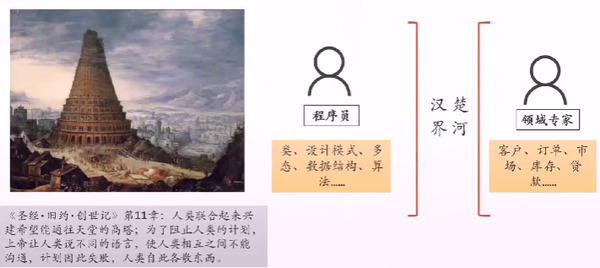 程序员
类、设计模式、多
态、数据结构、算
法......
楚河
汉界
领域专家
客户、订单、市
场、库存、贷
款......
《圣经·旧约·创世记》第11章：人类联合起来兴
建希望能通往天堂的高塔；为了阻止人类的计划，
上帝让人类说不同的语言，使人类相互之间不能
沟通，计划因此失败，人类自此各散东西。